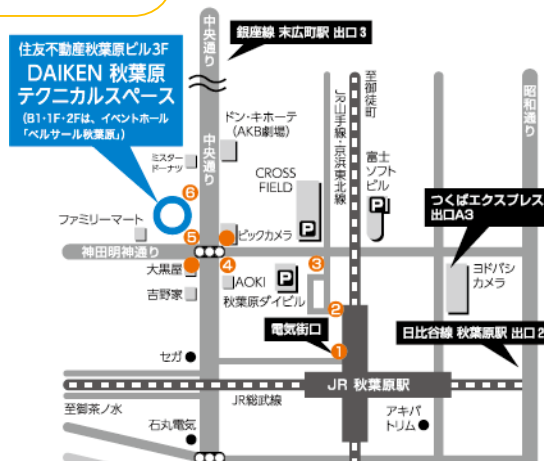 中央通り
銀座線 末広町駅 出口 3
住友不動産秋葉原ビル3F
DAIKEN 秋葉原
テクニカルスペース
(B1・1F・2Fは、イベントホール
「ベルサール秋葉原」)
至御徒町
昭和通り
JR山手線・京浜東北線
ドン・キホーテ
(AKB劇場)
中央通り
ミスター
ドーナツ
CROSS
FIELD
P
富士
ソフト
ビル
P
6
つくばエクスプレス
出口A3
ファミリーマート
5
ビックカメラ
神田明神通り
大黒屋
4
3
AOKI
P
ヨドバシ
カメラ
吉野家
秋葉原ダイビル
2
電気街口
日比谷線 秋葉原駅 出口 2
1
セガ
JR 秋葉原駅
JR総武線
至御茶ノ水
石丸電気
アキバ
トリム